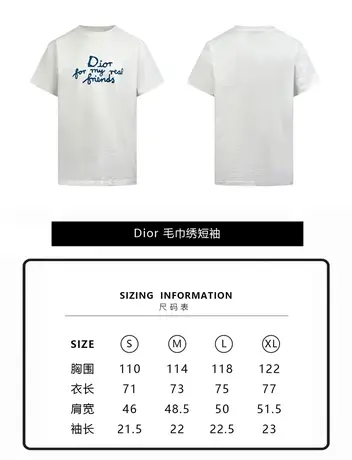 Dior
for my real
friends
Dior 毛巾绣短袖
SIZING INFORMATION
尺码表
SIZE S M L XL
胸围 110 114 118 122
衣长 71 73 75 77
肩宽 46 48.5 50 51.5
袖长 21.5 22 22.5 23